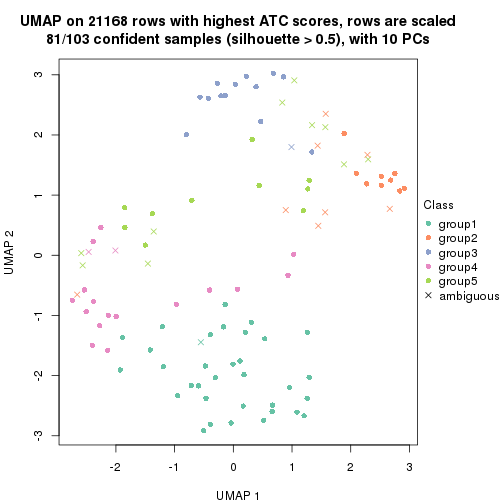 UMAP on 21168 rows with highest ATC scores, rows are scaled
81/103 confident samples (silhouette > 0.5), with 10 PCs
3
2
1
0
-1
-2
-3
UMAP 2
-2
-1
0
1
2
3
UMAP 1
Class
group1
group2
group3
group4
group5
ambiguous